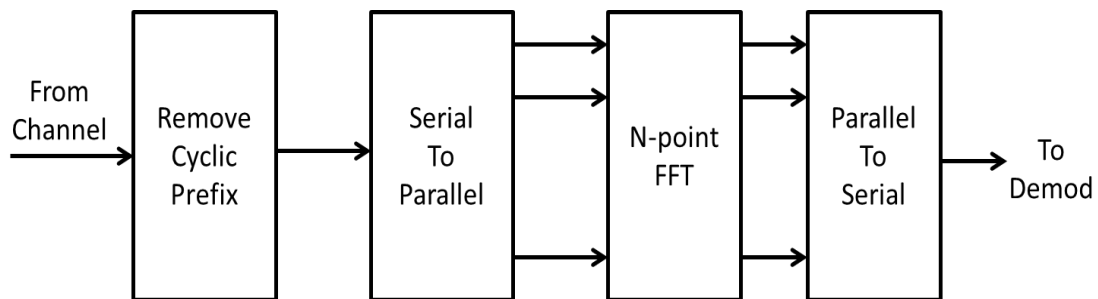 From
Channel
Remove
Cyclic
Prefix
Serial
To
Parallel
N-point
FFT
Parallel
To
Serial
To
Demod